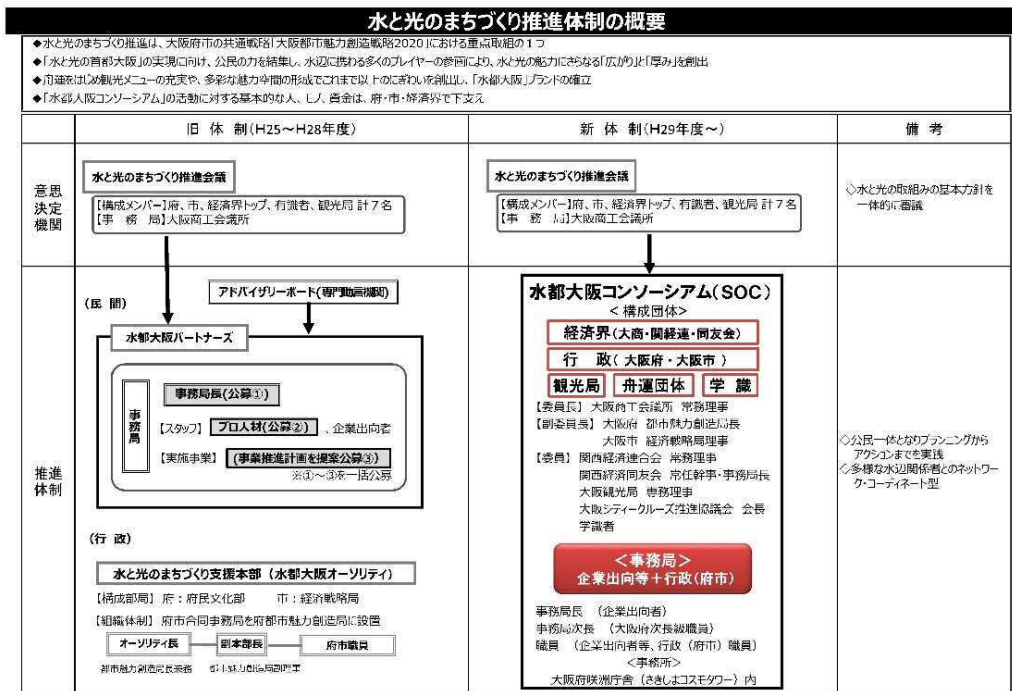 水と光のまちづくり推進体制の概要
◆水と光のまちづくり推進は、大阪府市の共通戦略「大阪都市魅力創造戦略2020」における重点取組の１つ
◆「水と光の首都大阪」の実現に向け、公民の力を結集し、水辺に携わる多くのプレイヤーの参画により、水と光の魅力にさらなる「広がり」と「厚み」を創出
◆舟運をはじめ観光メニューの充実や、多彩な魅力空間の形成でこれまで以上のにぎわいを創出し、「水都大阪」ブランドの確立
◆「水都大阪コンソーシアム」の活動に対する基本的な人、モノ、資金は、府・市・経済界で下支え
旧 体 制(H25～H28年度)
新 体 制(H29年度～)
備 考
意思
決定
機関
水と光のまちづくり推進会議
【構成メンバー】府、市、経済界トップ、有識者、観光局 計７名
【事 務 局】大阪商工会議所
水と光のまちづくり推進会議
【構成メンバー】府、市、経済界トップ、有識者、観光局 計７名
【事 務 局】大阪商工会議所
◇水と光の取組みの基本方針を
一体的に審議
推進
体制
(民 間)
アドバイザリーボード(専門助言機関)
水都大阪パートナーズ
事務局
事務局長(公募①)
【スタッフ】 プロ人材(公募②) 、企業出向者
【実施事業】 (事業推進計画を提案公募③)
※①～③を一括公募
(行 政)
水と光のまちづくり支援本部（水都大阪オーソリティ）
【構成部局】府：府民文化部 市：経済戦略局
【組織体制】府市合同事務局を府都市魅力創造局に設置
オーソリティ長 副本部長 府市職員
都市魅力創造局長兼務
水都大阪コンソーシアム(SOC)
＜構成団体＞
経済界(大商・関経連・同友会)
行 政( 大阪府・大阪市 )
観光局 舟運団体 学 識
【委員長】大阪商工会議所 常務理事
【副委員長】大阪府 都市魅力創造局長
大阪市 経済戦略局理事
【委員】 関西経済連合会 常務理事
関西経済同友会 常任幹事・事務局長
大阪観光局 専務理事
大阪シティクルーズ推進協議会 会長
学識者
＜事務局＞
企業出向等＋行政(府市)
事務局長 （企業出向者）
事務局次長 （大阪府次長級職員）
職員 （企業出向者等、行政（府市）職員）
＜事務所＞
大阪府咲洲庁舎（さきしまコスモタワー）内
◇公民一体となりプランニングから
アクションまでを実践
◇多様な水辺関係者とのネットワー
ク・コーディネート型